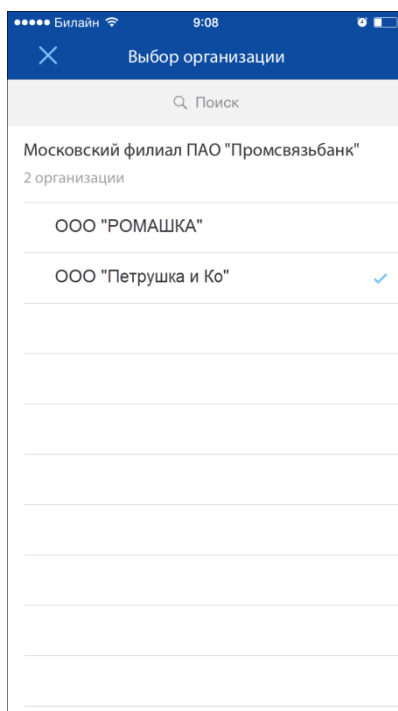 Билайн 9:08
Выбор организации
Поиск
Московский филиал ПАО "Промсвязьбанк"
2 организации
ООО "РОМАШКА"
ООО "Петрушка и Ко"